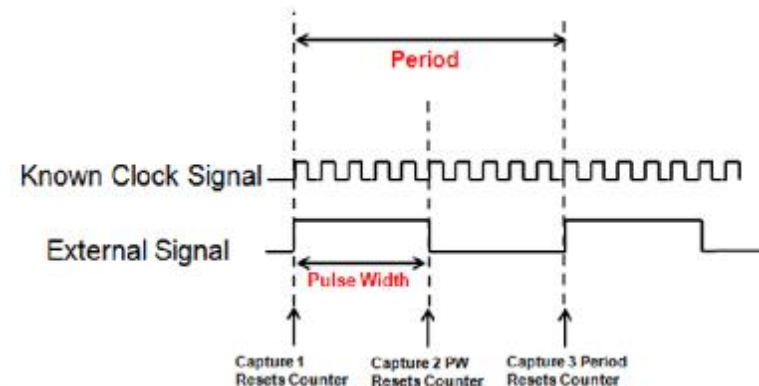 Period
Known Clock Signal
External Signal
Pulse Width
Capture 1
Resets Counter
Capture 2 PW
Resets Counter
Capture 3 Period
Resets Counter